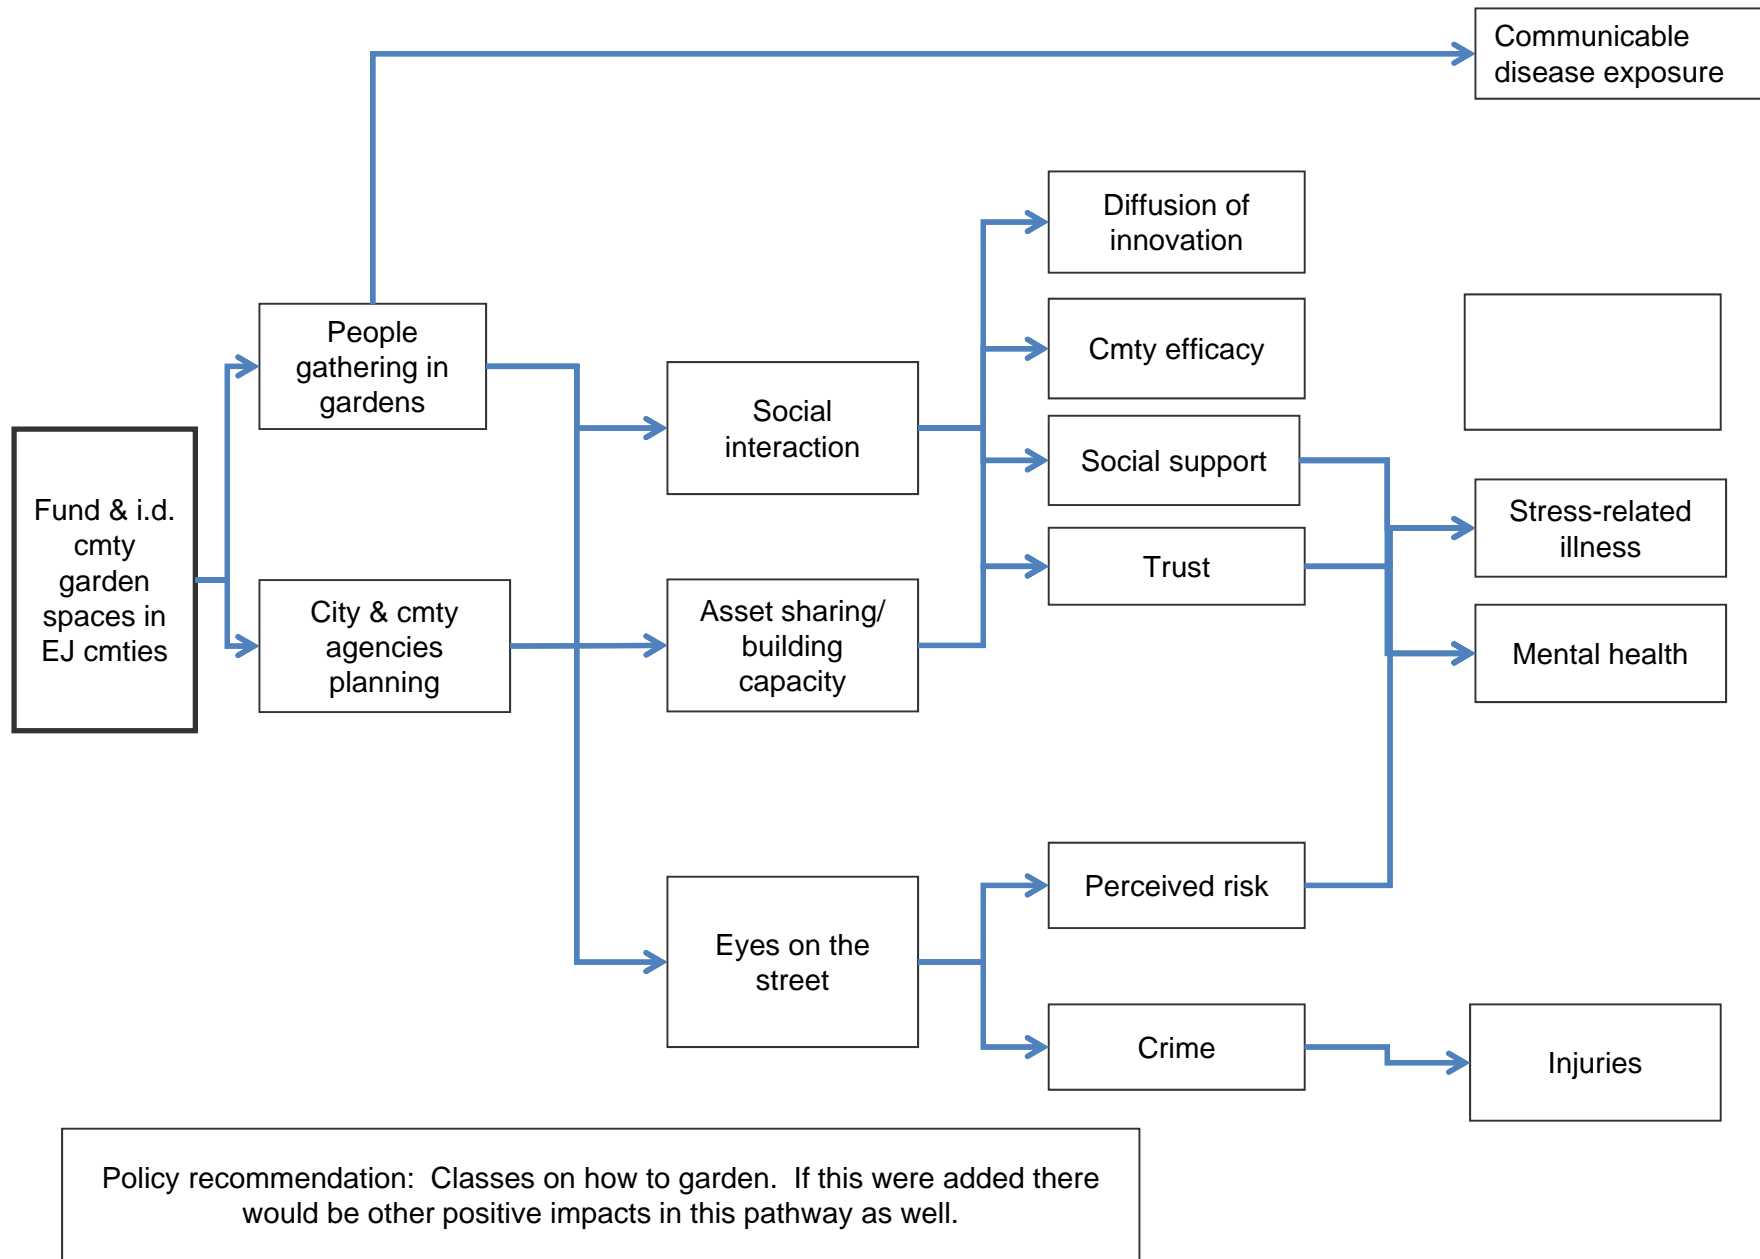 Communicable
disease exposure
Diffusion of
innovation
People
gathering in
gardens
Cmty efficacy
Social
interaction
Social support
Fund & i.d.
cmty
garden
spaces in
EJ cmties
Stress-related
illness
Trust
City & cmty
agencies
planning
Asset sharing/
building
capacity
Mental health
Perceived risk
Eyes on the
street
Crime
Injuries
Policy recommendation:  Classes on how to garden.  If this were added there
would be other positive impacts in this pathway as well.